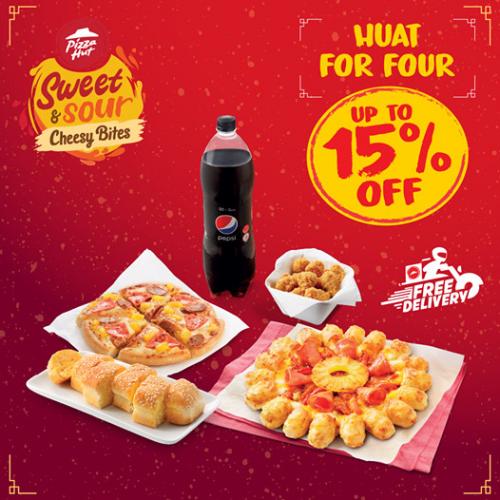 Pizza
Hut
Sweet
& sour
Cheesy Bites
HUAT
FOR FOUR
UP TO
15%
OFF
pepsi
FREE
DELIVERY